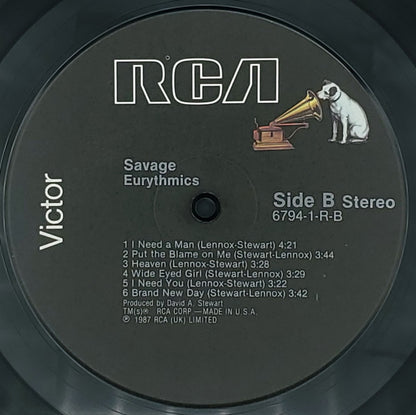 RCA
Victor
Savage
Eurythmics
Side B Stereo
6794-1-R-B
1 I Need a Man (Lennox-Stewart) 4:21
2 Put the Blame on Me (Stewart-Lennox) 3:44
3 Heaven (Lennox-Stewart) 3:28
4 Wide Eyed Girl (Stewart-Lennox) 3:29
5 I Need You (Lennox-Stewart) 3:22
6 Brand New Day (Stewart-Lennox) 3:42
Produced by David A. Stewart
TM(s)® RCA CORP.—MADE IN U.S.A.
℗ 1987 RCA (UK) LIMITED